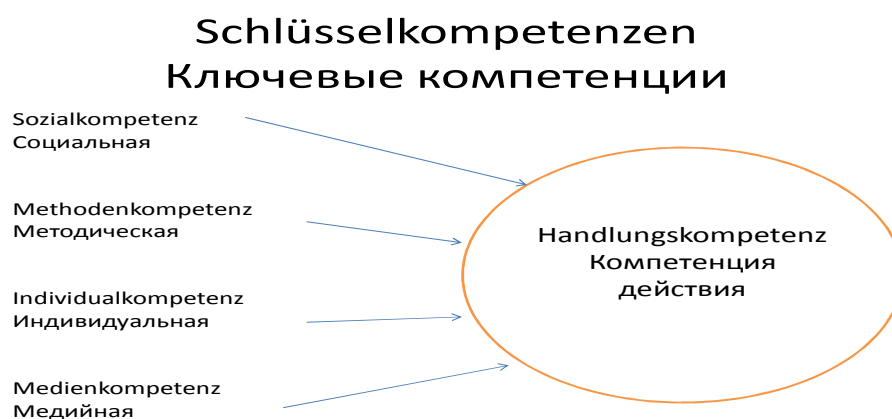 Schlüsselkompetenzen
Ключевые компетенции
Sozialkompetenz
Социальная
Methodenkompetenz
Методическая
Individualkompetenz
Индивидуальная
Medienkompetenz
Медийная
Handlungskompetenz
Компетенция
действия